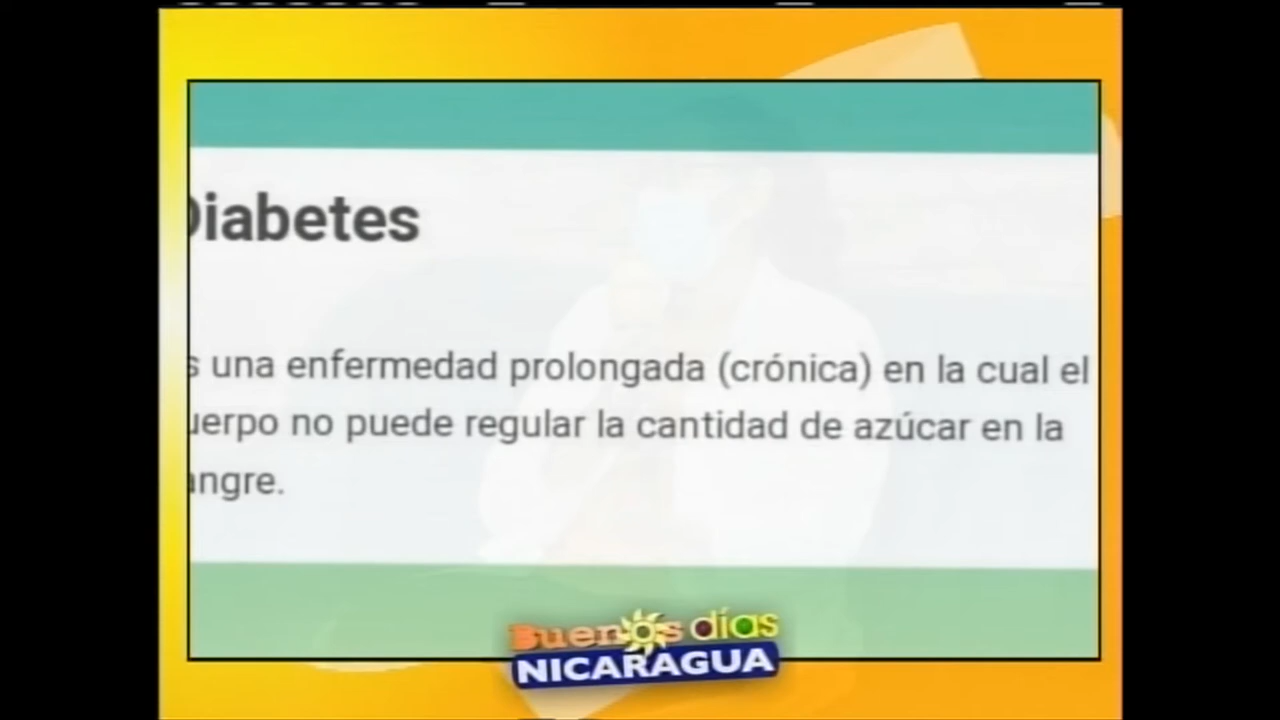 Diabetes
s una enfermedad prolongada (crónica) en la cual el
uerpo no puede regular la cantidad de azúcar en la
angre.
Buenos días
NICARAGUA